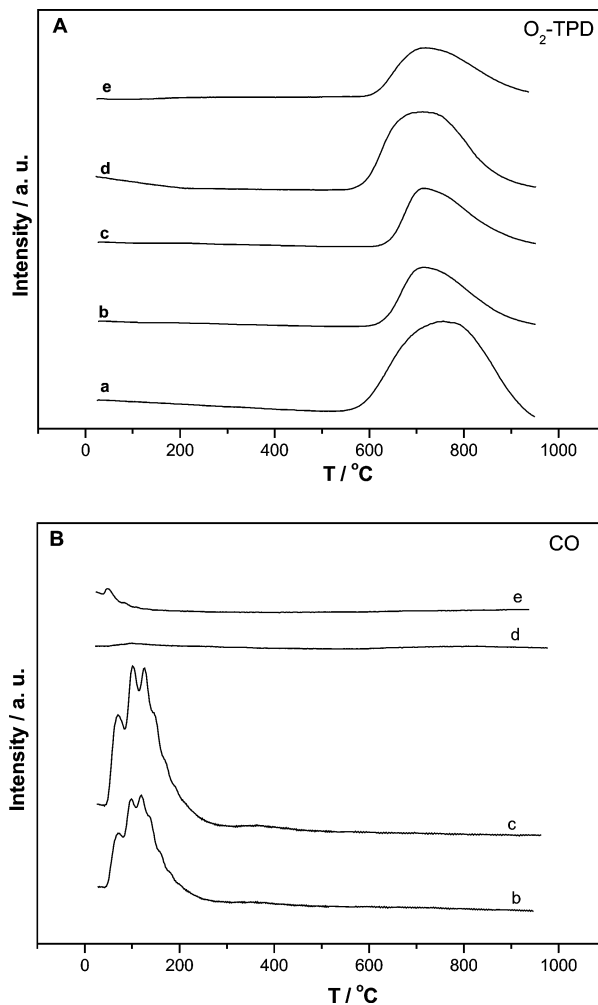 A
O2-TPD
e
d
c
b
a
Intensity / a. u.
0 200 400 600 800 1000
T / °C
B
CO
e
d
c
b
Intensity / a. u.
0 200 400 600 800 1000
T / °C